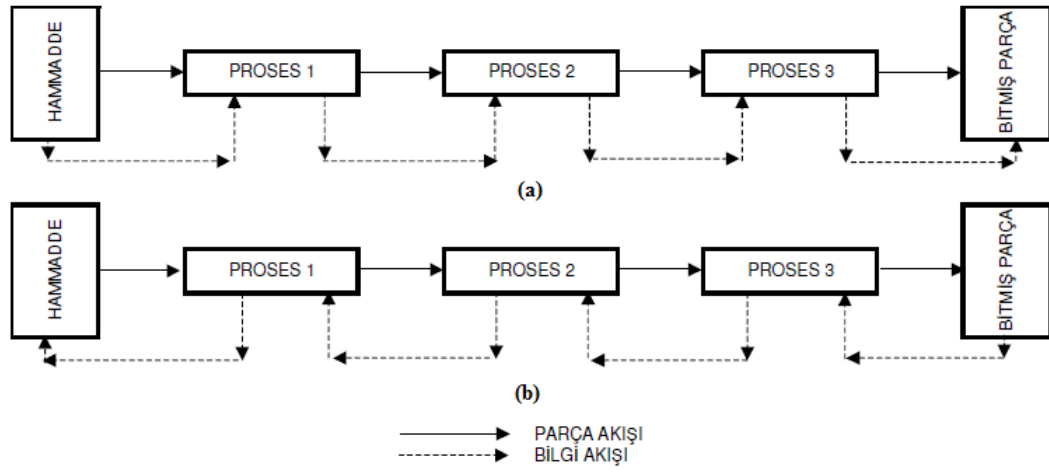 HAMMADDE
PROSES 1
PROSES 2
PROSES 3
BİTMİŞ PARÇA
(a)
HAMMADDE
PROSES 1
PROSES 2
PROSES 3
BİTMİŞ PARÇA
(b)
PARÇA AKIŞI
BİLGİ AKIŞI